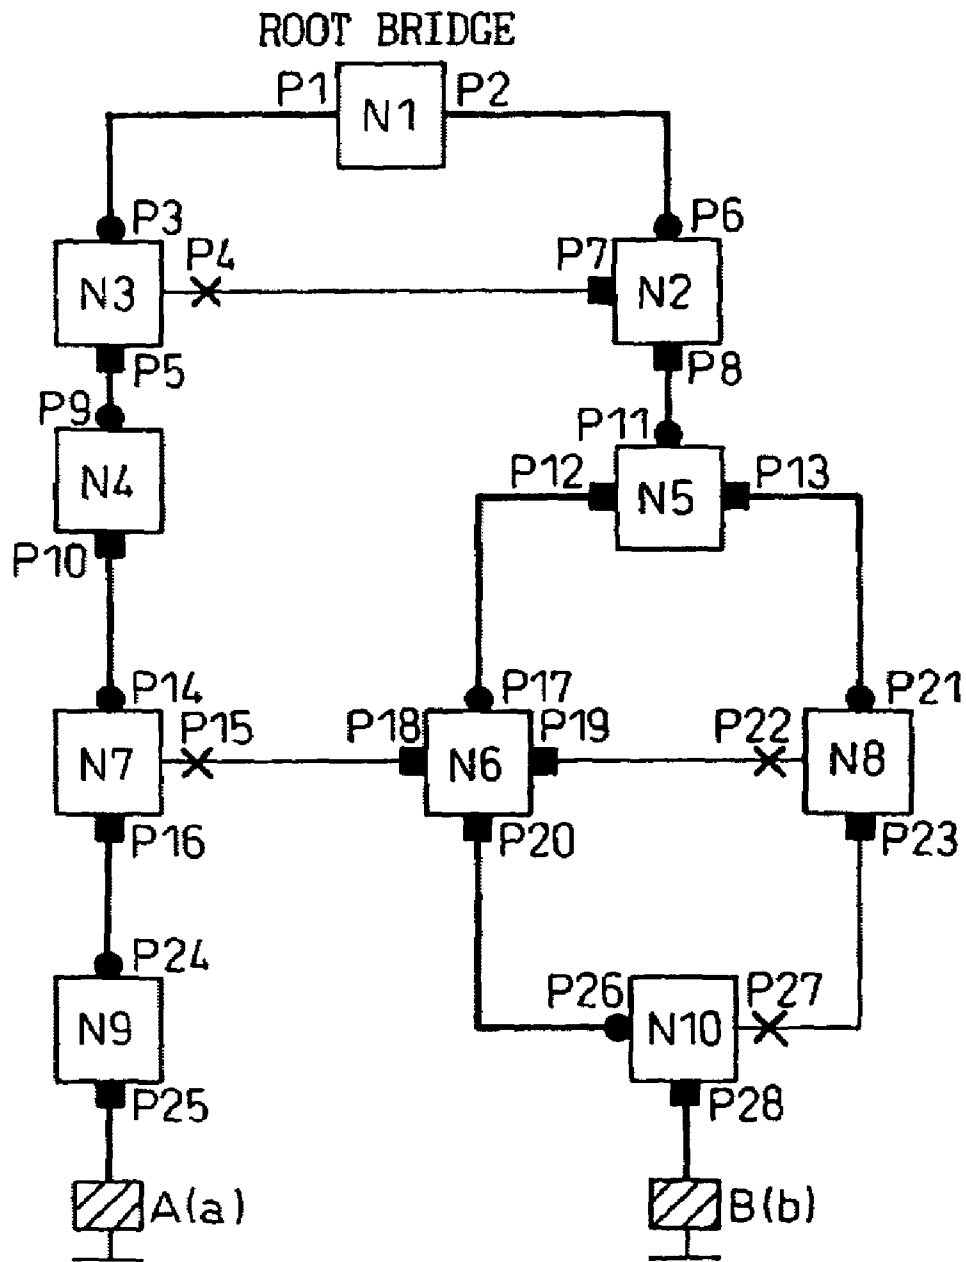 ROOT BRIDGE
P1 N1 P2
P3 P6
P4 P7
N3 N2
P5 P8
P9 P11
N4 P12 N5 P13
P10
P14 P17 P21
P15 P18 P19 P22
N7 N6 N8
P16 P20 P23
P24 P26 P27
N9 N10
P25 P28
A(a) B(b)